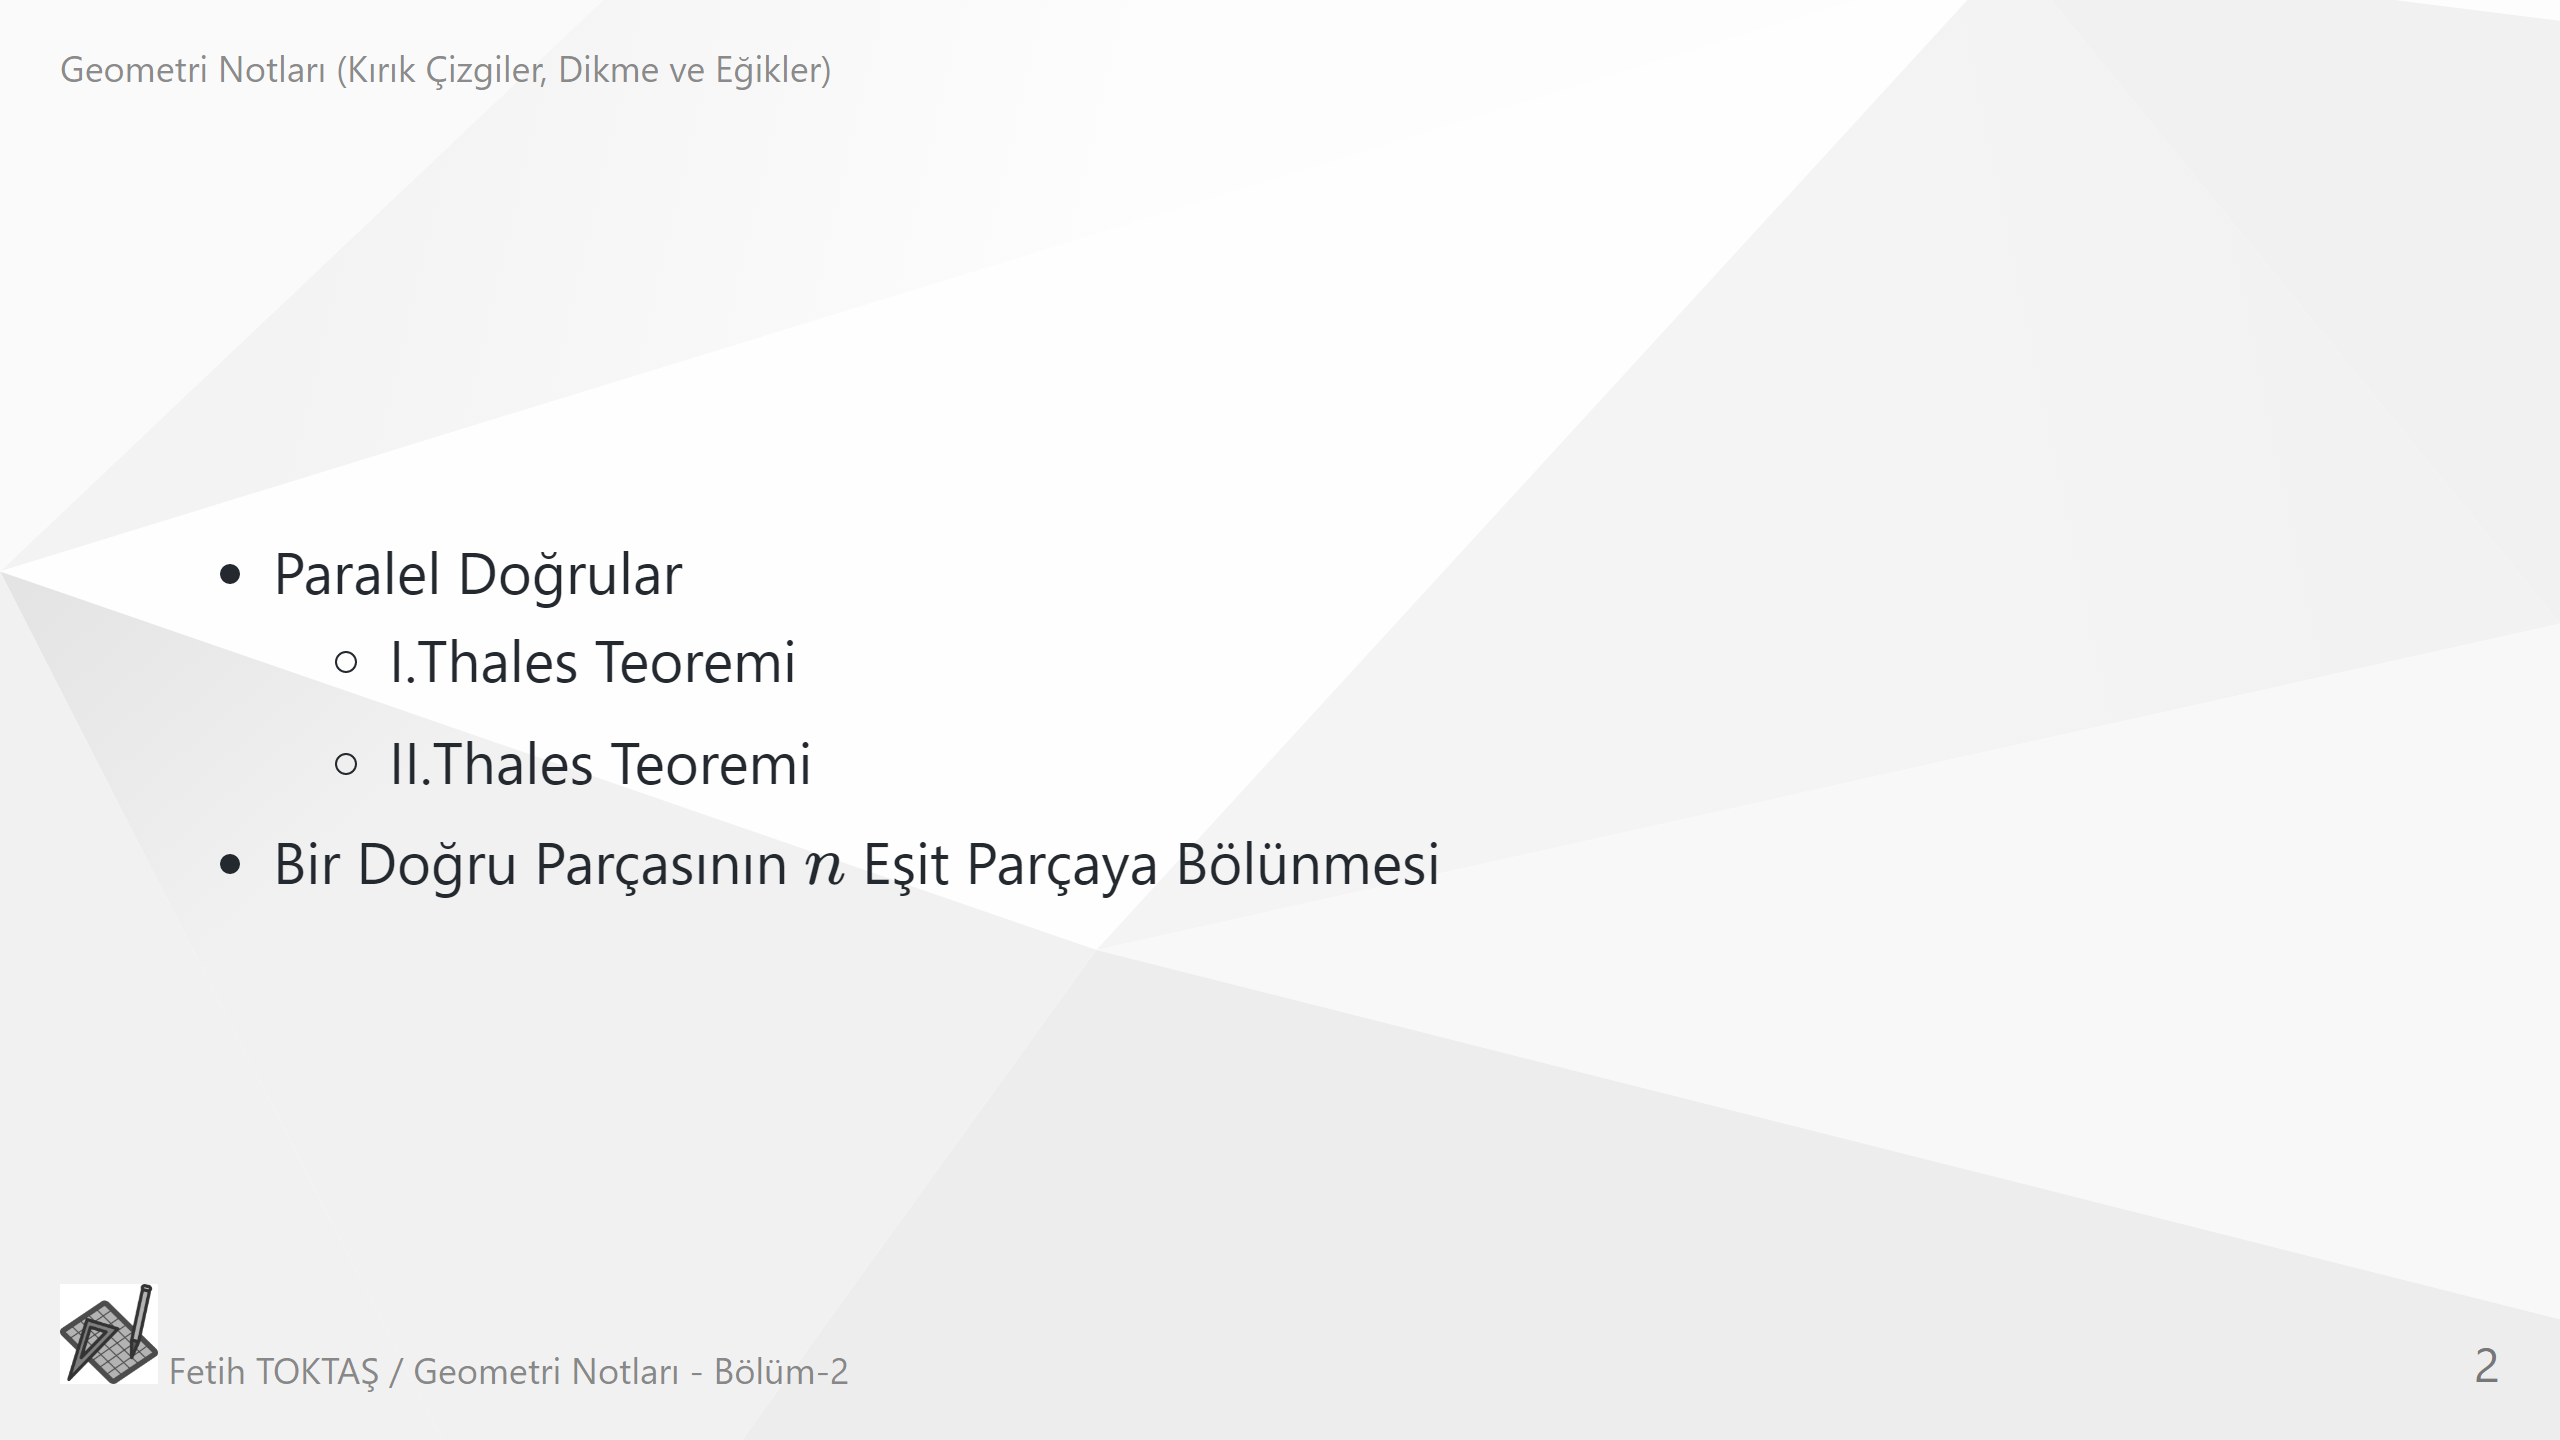 Geometri Notları (Kırık Çizgiler, Dikme ve Eğikler)
Paralel Doğrular
I.Thales Teoremi
II.Thales Teoremi
Bir Doğru Parçasının n Eşit Parçaya Bölünmesi
Fetih TOKTAŞ / Geometri Notları - Bölüm-2
2